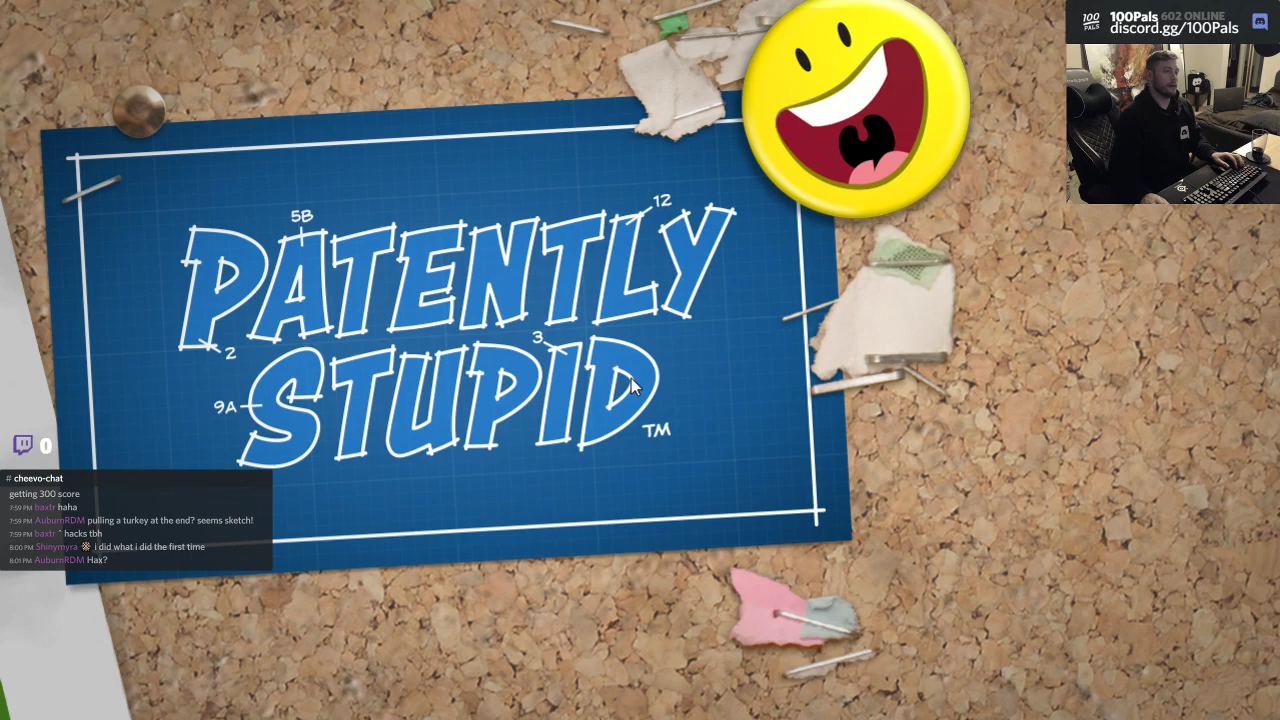 100
PALS
100Pals 602 ONLINE
discord.gg/100Pals
5B
12
PATENTLY
2
3
STUPID
9A
TM
0
# cheevo-chat
getting 300 score
7:59 PM baxtr haha
7:59 PM AuburnRDM pulling a turkey at the end? seems sketch!
7:59 PM baxtr ^ hacks tbh
8:00 PM Shinymyra i did what i did the first time
8:01 PM AuburnRDM Hax?